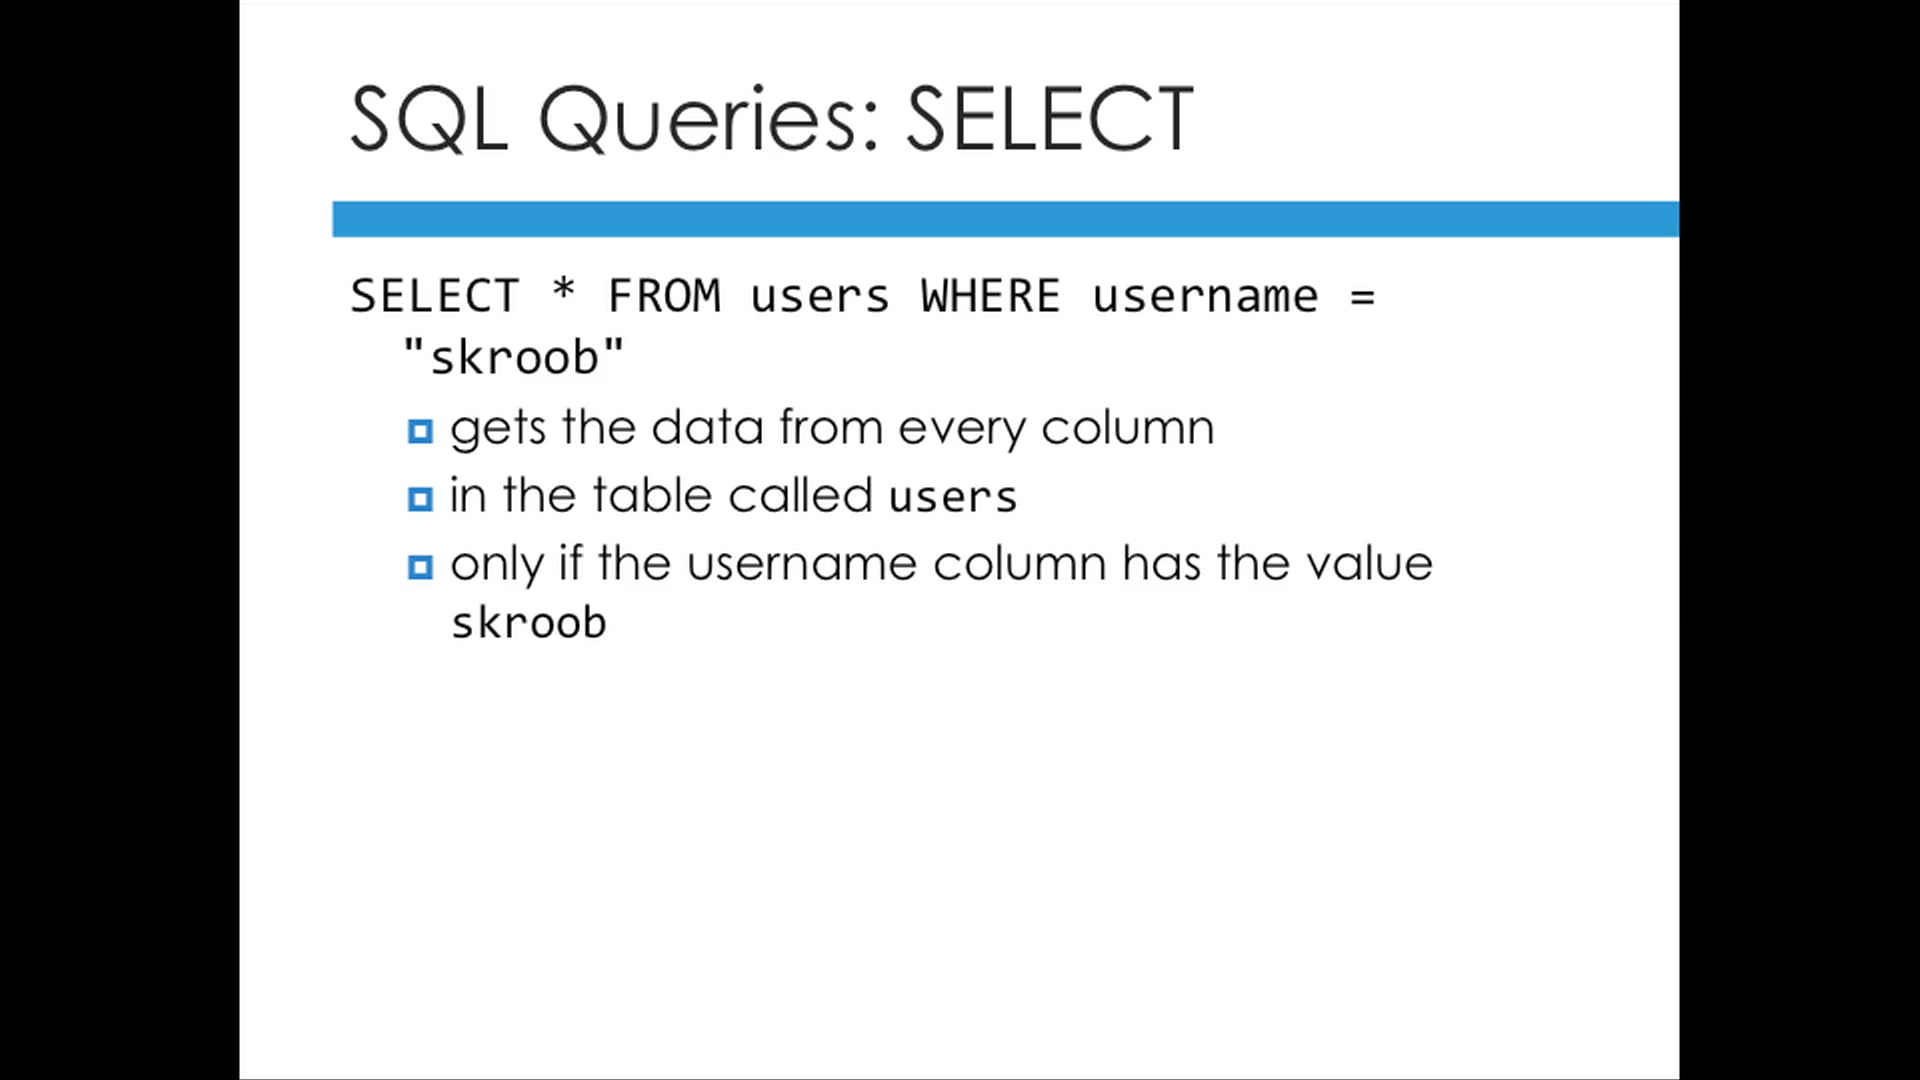 SQL Queries: SELECT
SELECT * FROM users WHERE username =
"skroob"
gets the data from every column
in the table called users
only if the username column has the value
skroob